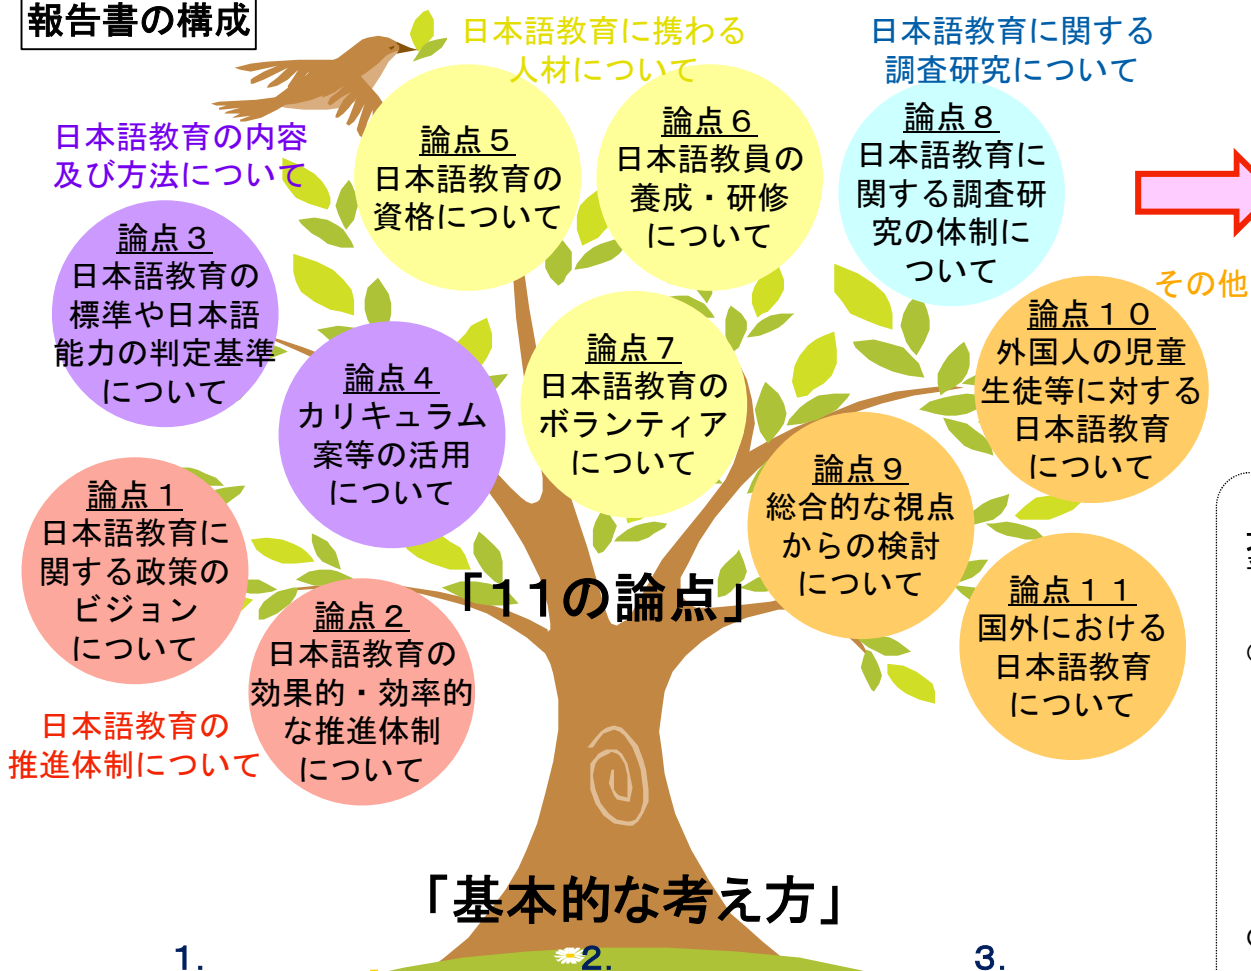 報告書の構成
日本語教育に携わる
人材について
日本語教育に関する
調査研究について
日本語教育の内容
及び方法について
論点５
日本語教育の
資格について
論点６
日本語教員の
養成・研修
について
論点８
日本語教育に
関する調査研
究の体制に
ついて
論点３
日本語教育の
標準や日本語
能力の判定基準
について
論点４
カリキュラム
案等の活用
について
論点７
日本語教育の
ボランティア
について
その他
論点１０
外国人の児童
生徒等に対する
日本語教育
について
論点９
総合的な視点
からの検討
について
論点１
日本語教育に
関する政策の
ビジョン
について
論点２
日本語教育の
効果的・効率的
な推進体制
について
論点１１
国外における
日本語教育
について
「11の論点」
日本語教育の
推進体制について
「基本的な考え方」
1.
2.
3.